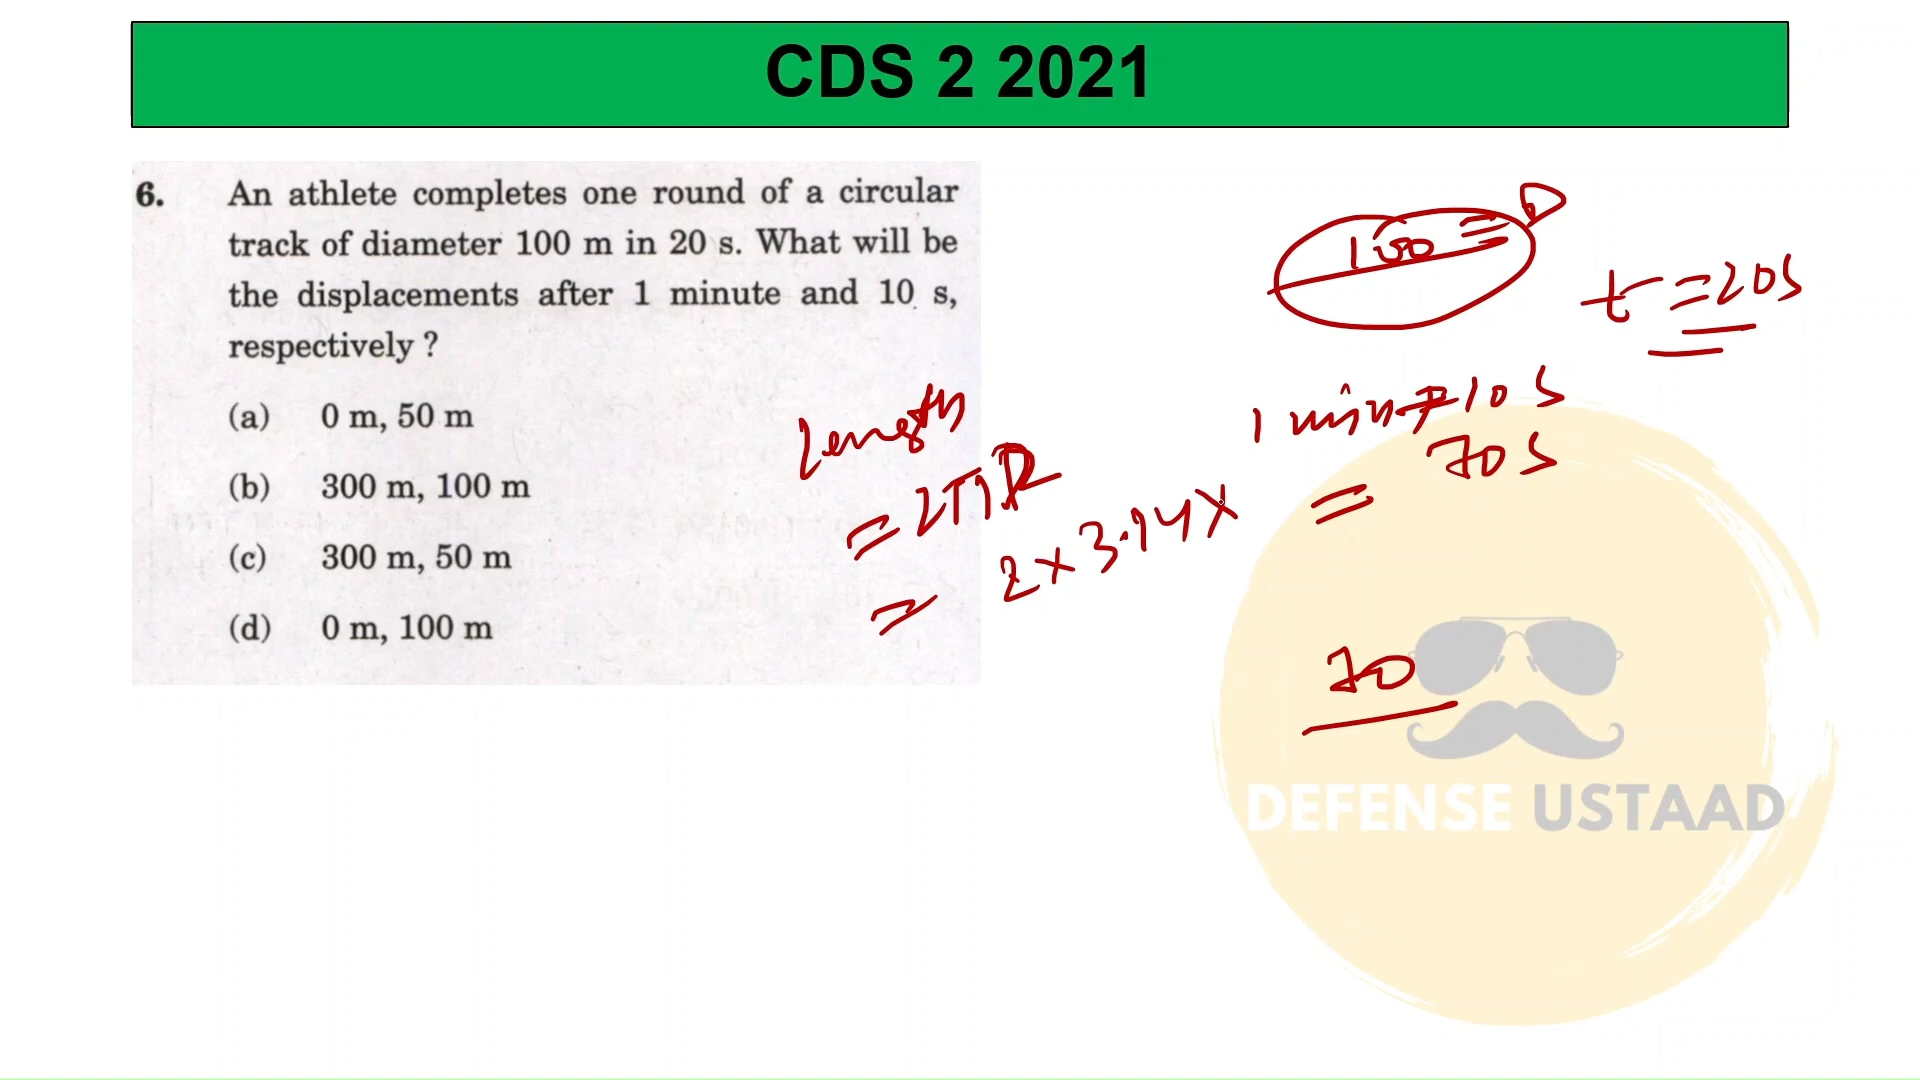 CDS 2 2021
6. An athlete completes one round of a circular
track of diameter 100 m in 20 s. What will be
the displacements after 1 minute and 10 s,
respectively ?
(a) 0 m, 50 m
(b) 300 m, 100 m
(c) 300 m, 50 m
(d) 0 m, 100 m
100
D
t = 20s
1 min 10 s
= 70 s
Length
= 2πR
= 2 x 3.14 x
70
DEFENSE USTAAD